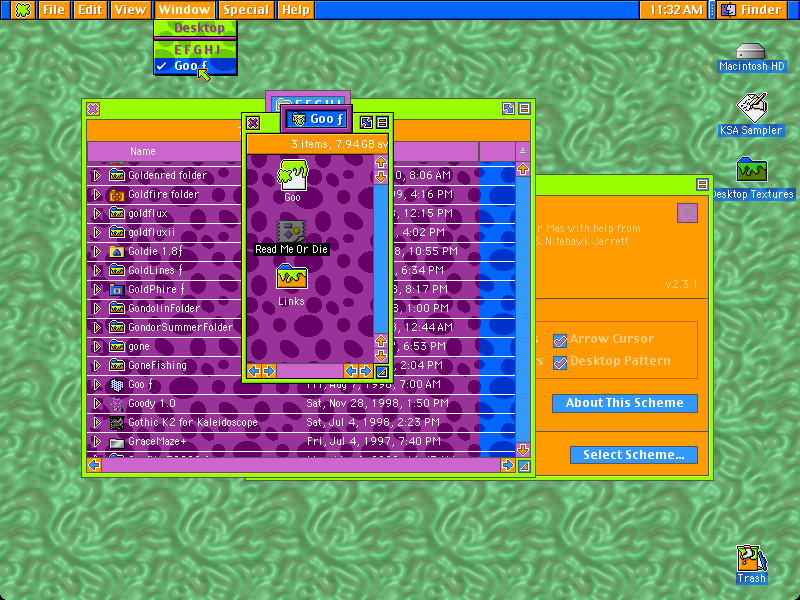 File Edit View Window Special Help 11:32 AM Finder
Desktop
E F G H I
✓ Goo ƒ
Macintosh HD
KSA Sampler
Desktop Textures
E F G H I
Goo ƒ
3 items, 7.94 GB av
Name
Goldenred folder 0, 8:06 AM
Goldfire folder 9, 4:16 PM
goldflux 12:15 PM
goldfluxii 4:02 PM
Goldie 1.8ƒ 10:55 PM
GoldLines ƒ 6:34 PM
GoldPhire ƒ 8:17 PM
GondolinFolder 1:00 PM
GondorSummerFolder 12:44 AM
gone 6:53 PM
GoneFishing 2:04 PM
Goo ƒ Fri, Aug 7, 1998, 7:00 AM
Goody 1.0 Sat, Nov 28, 1998, 1:50 PM
Gothic K2 for Kaleidoscope Sat, Jul 4, 1998, 2:23 PM
GraceMaze+ Fri, Jul 4, 1997, 7:40 PM
Goo
Read Me Or Die
Links
r Mas with help from
& Nitehawk Jarrett
v2.3.1
s Arrow Cursor
rs Desktop Pattern
About This Scheme
Select Scheme...
Trash